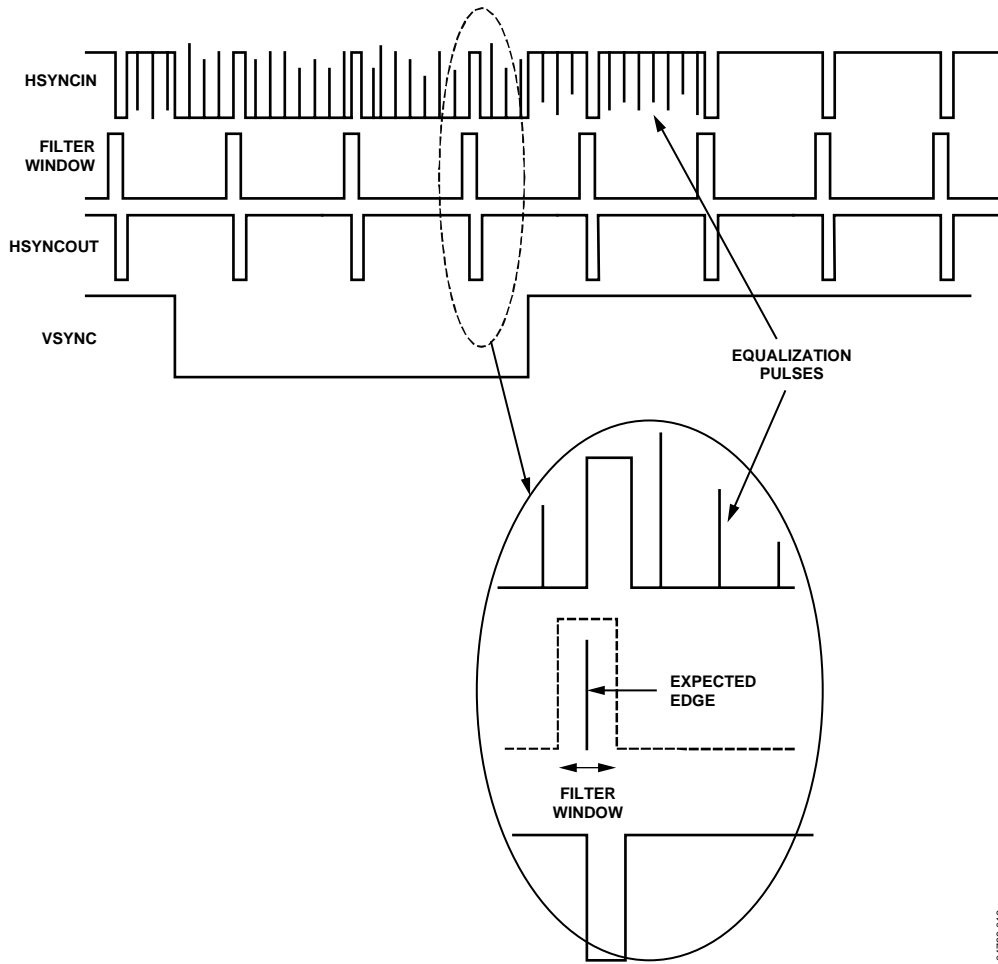 HSYNCIN
FILTER
WINDOW
HSYNCOUT
VSYNC
EQUALIZATION
PULSES
EXPECTED
EDGE
FILTER
WINDOW